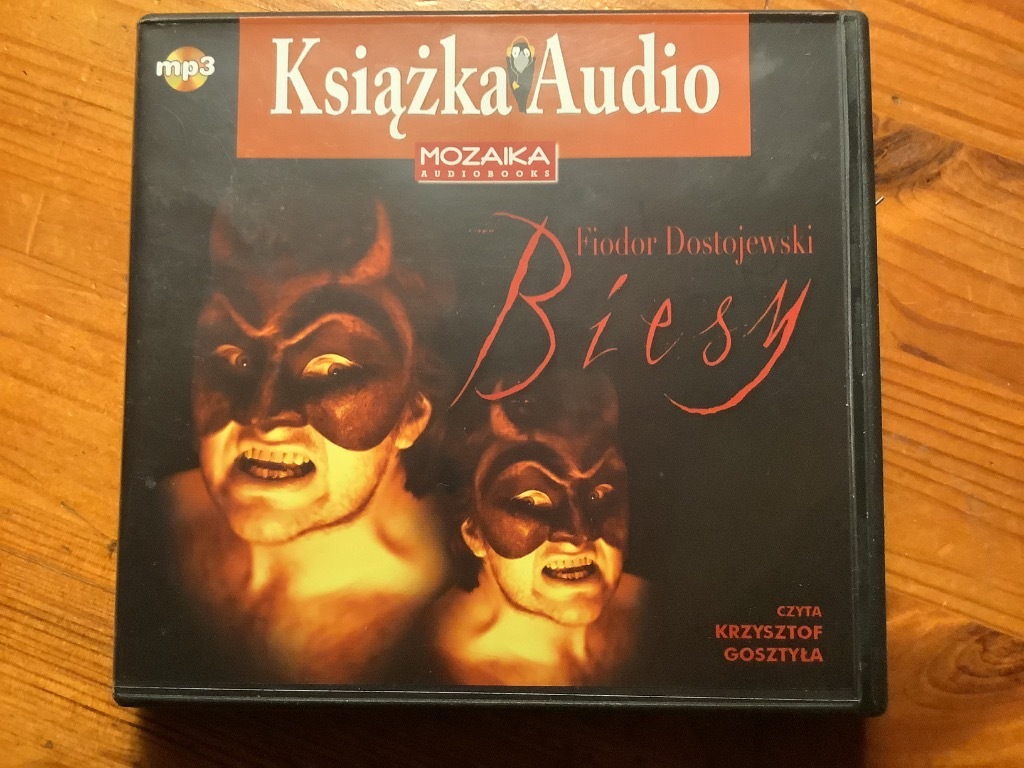 mp3
Książka Audio
MOZAIKA
AUDIOBOOKS
Fiodor Dostojewski
Biesy
CZYTA
KRZYSZTOF
GOSZTYŁA